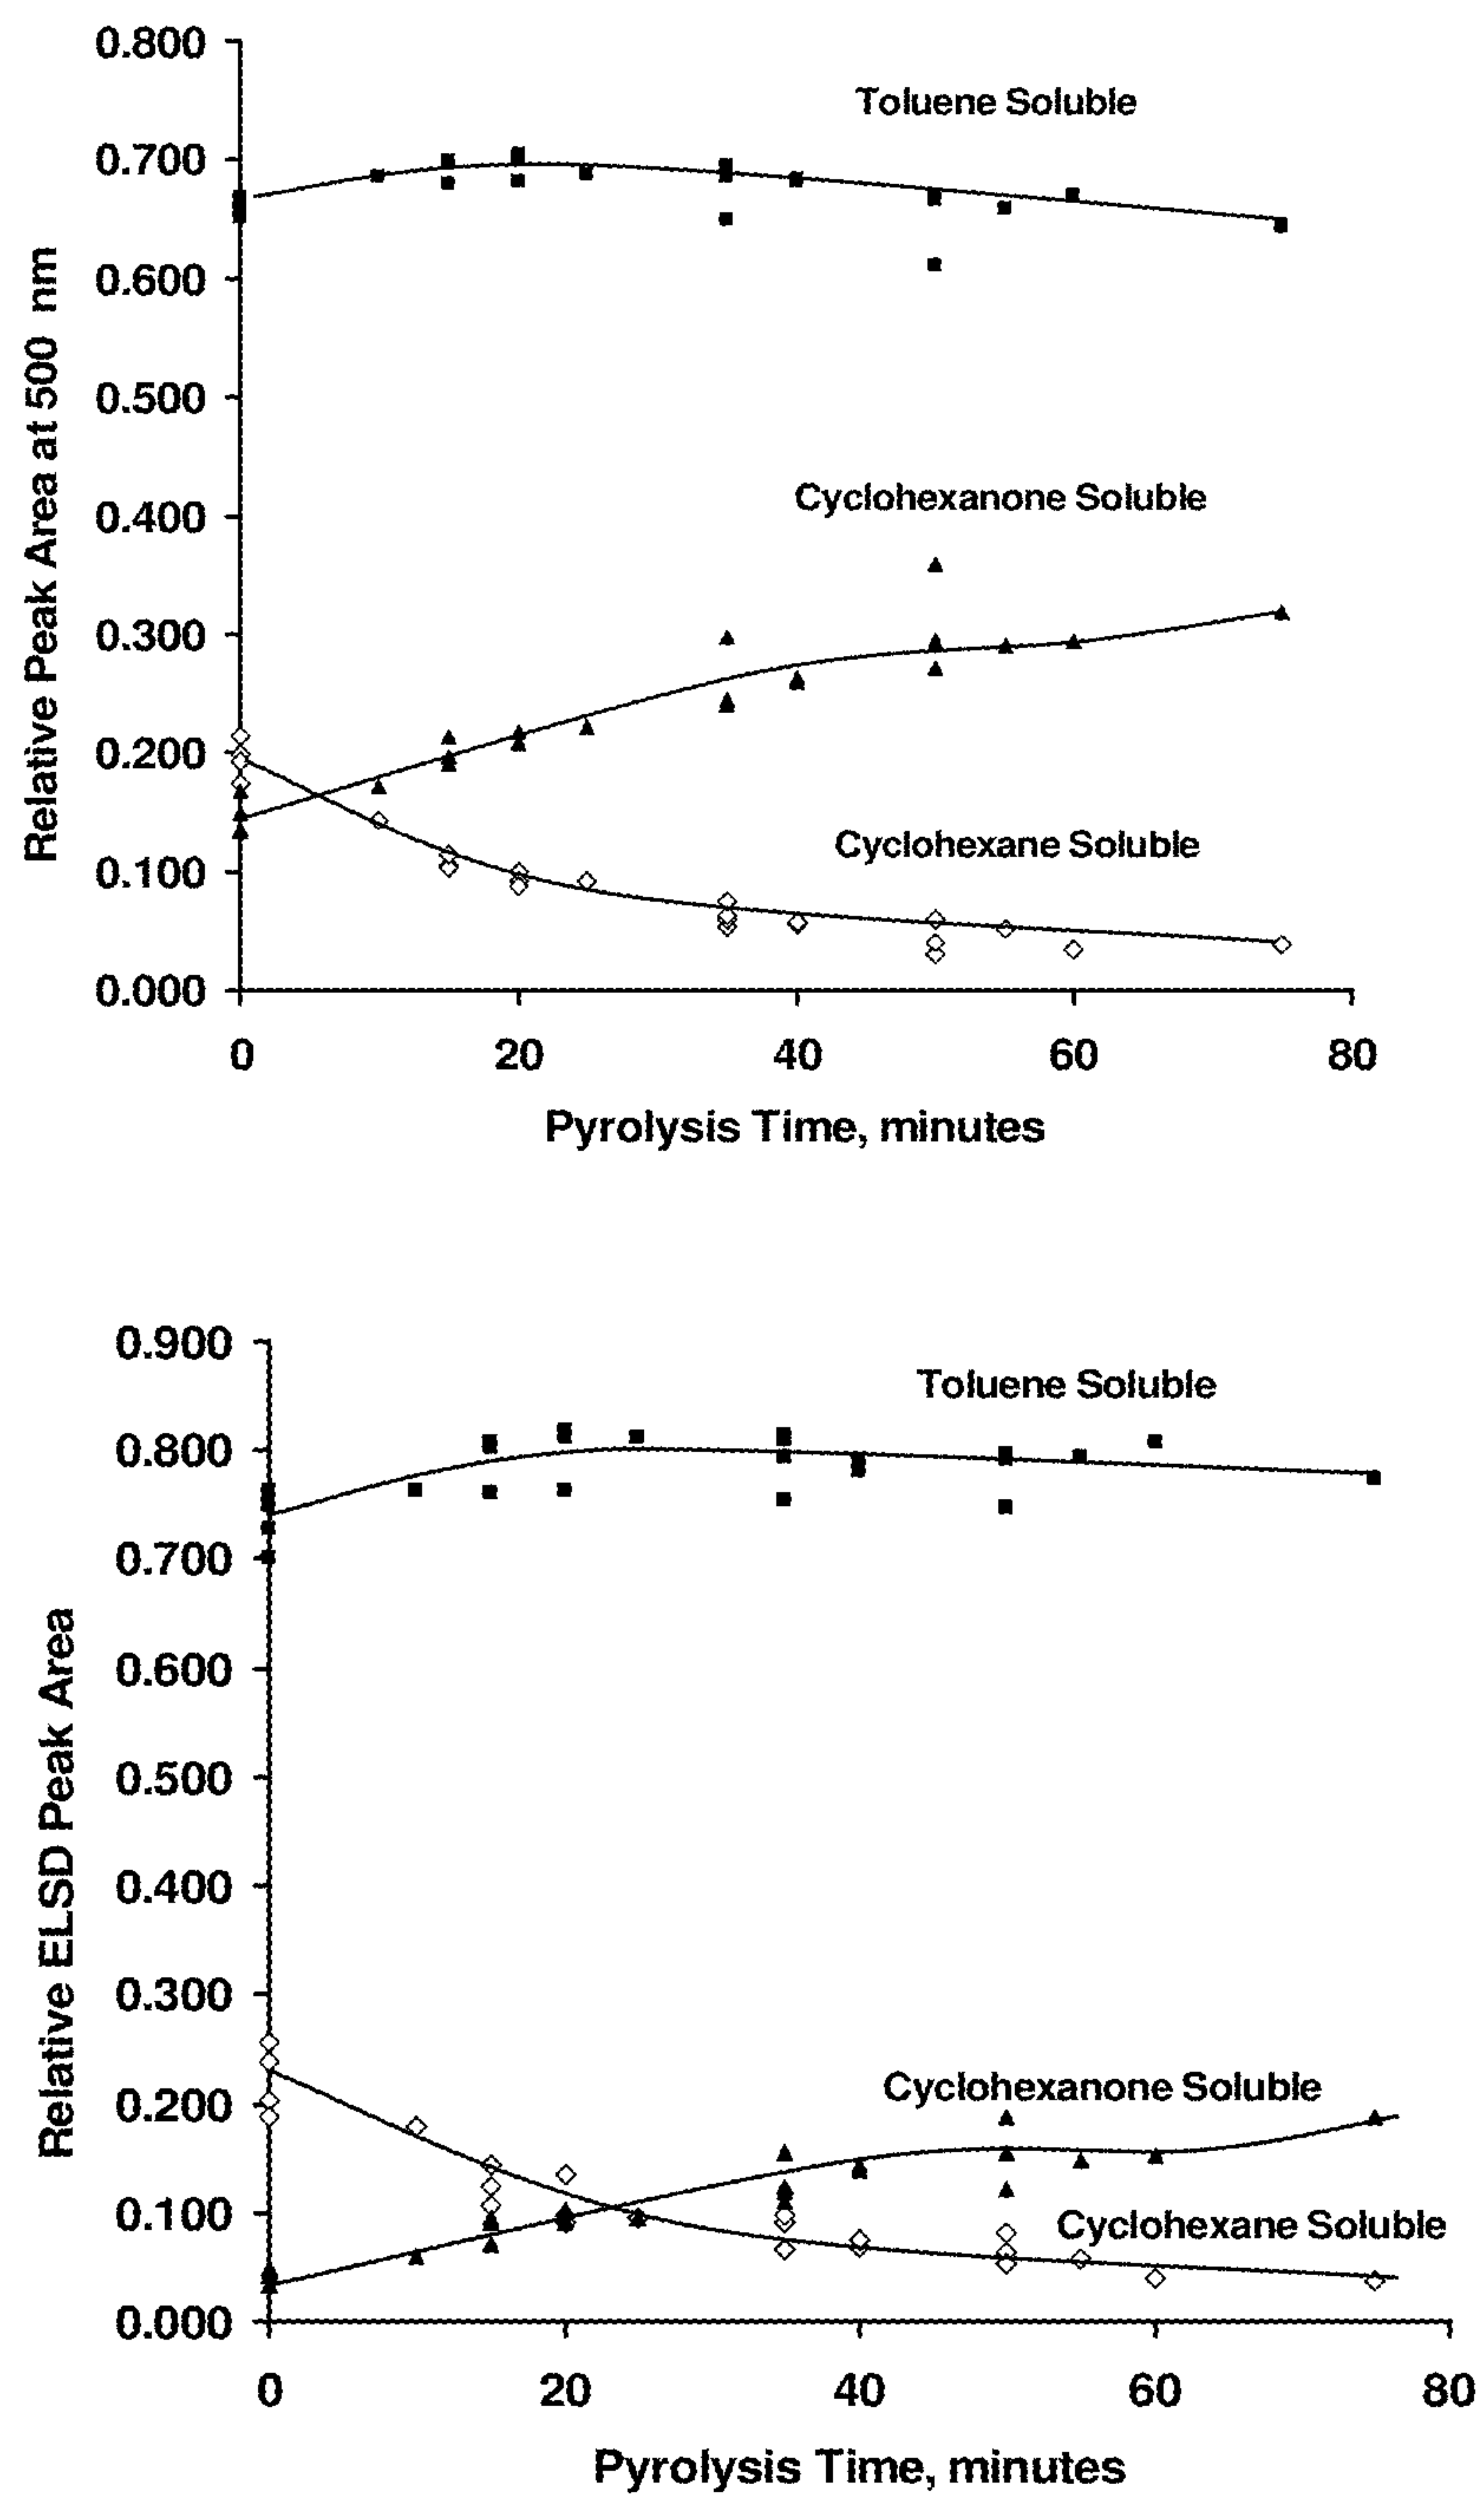 0.800
Toluene Soluble
0.700
0.600
0.500
Cyclohexanone Soluble
0.400
0.300
0.200
Cyclohexane Soluble
0.100
0.000
Relative Peak Area at 500 nm
0 20 40 60 80
Pyrolysis Time, minutes
0.900
Toluene Soluble
0.800
0.700
0.600
0.500
0.400
0.300
Cyclohexanone Soluble
0.200
0.100
Cyclohexane Soluble
0.000
Relative ELSD Peak Area
0 20 40 60 80
Pyrolysis Time, minutes